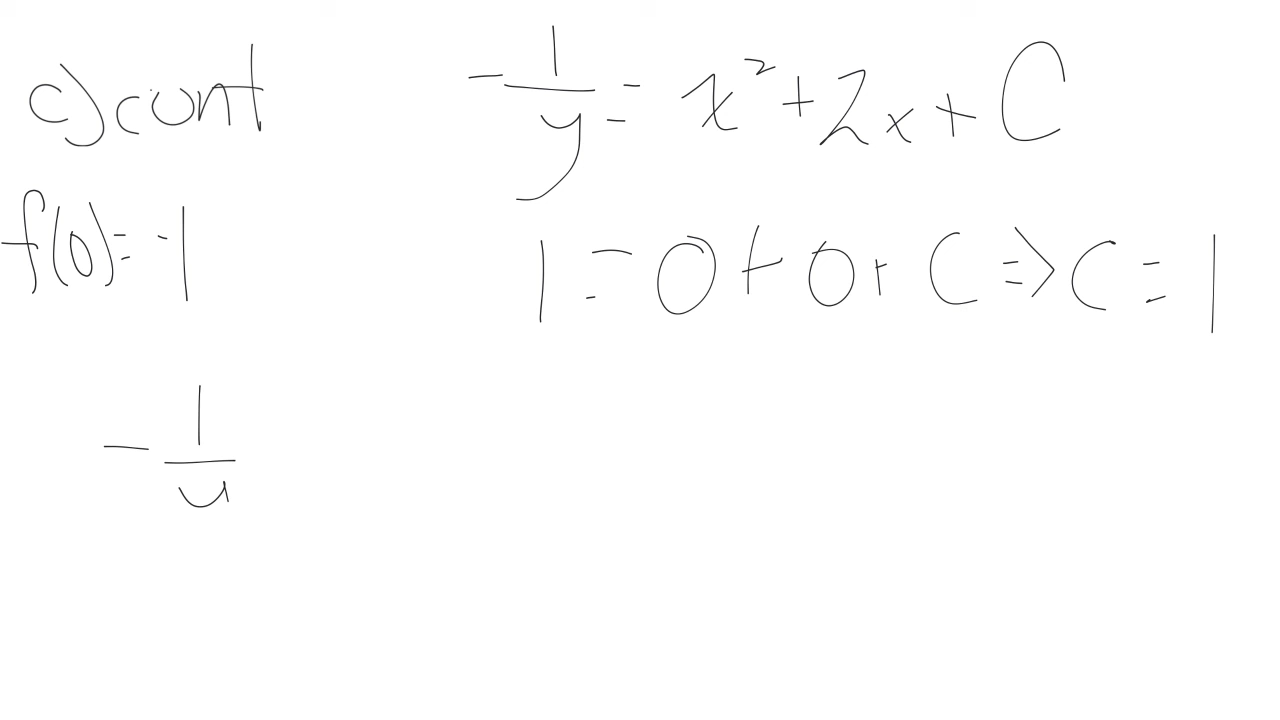 c) cont
-1/y = x² + 2x + C
f(0) = -1
1 = 0 + 0 + C => C = 1
-1/u